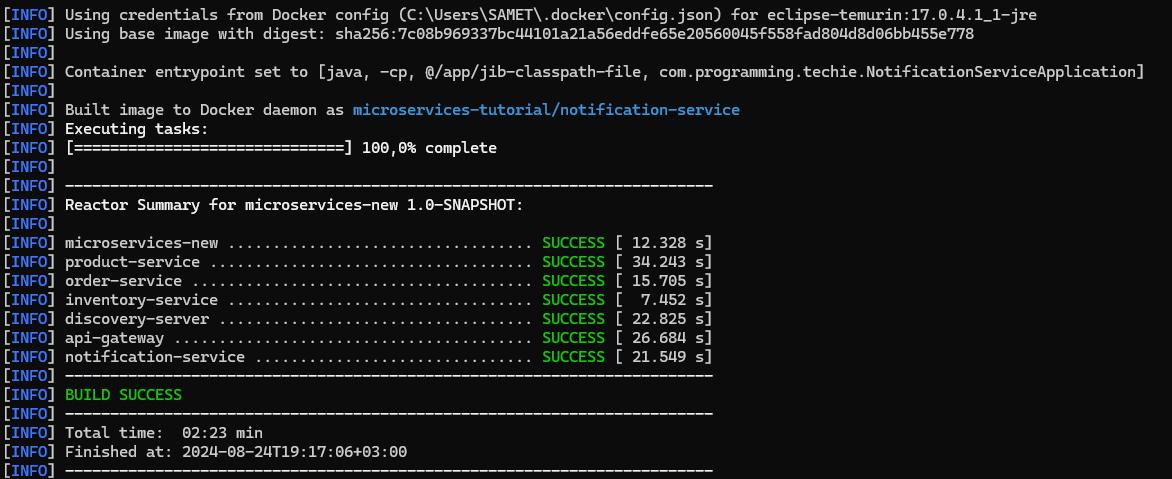 [INFO] Using credentials from Docker config (C:\Users\SAMET\.docker\config.json) for eclipse-temurin:17.0.4.1_1-jre
[INFO] Using base image with digest: sha256:7c08b969337bc44101a21a56eddfe65e20560045f558fad804d8d06bb455e778
[INFO]
[INFO] Container entrypoint set to [java, -cp, @/app/jib-classpath-file, com.programming.techie.NotificationServiceApplication]
[INFO]
[INFO] Built image to Docker daemon as microservices-tutorial/notification-service
[INFO] Executing tasks:
[INFO] [==============================] 100,0% complete
[INFO]
[INFO] ------------------------------------------------------------------------
[INFO] Reactor Summary for microservices-new 1.0-SNAPSHOT:
[INFO]
[INFO] microservices-new .................................. SUCCESS [ 12.328 s]
[INFO] product-service .................................... SUCCESS [ 34.243 s]
[INFO] order-service ...................................... SUCCESS [ 15.705 s]
[INFO] inventory-service .................................. SUCCESS [  7.452 s]
[INFO] discovery-server ................................... SUCCESS [ 22.825 s]
[INFO] api-gateway ........................................ SUCCESS [ 26.684 s]
[INFO] notification-service ............................... SUCCESS [ 21.549 s]
[INFO] ------------------------------------------------------------------------
[INFO] BUILD SUCCESS
[INFO] ------------------------------------------------------------------------
[INFO] Total time:  02:23 min
[INFO] Finished at: 2024-08-24T19:17:06+03:00
[INFO] ------------------------------------------------------------------------